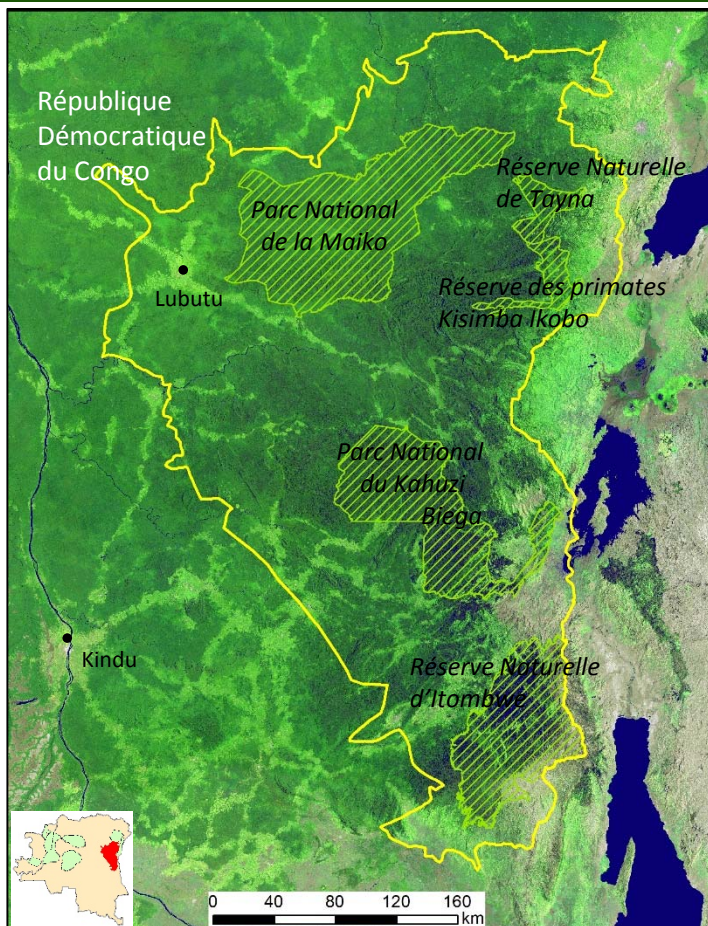 République
Démocratique
du Congo
Réserve Naturelle
de Tayna
Parc National
de la Maiko
Lubutu
Réserve des primates
Kisimba Ikobo
Parc National
du Kahuzi
Biega
Kindu
Réserve Naturelle
d'Itombwe
0 40 80 120 160
km